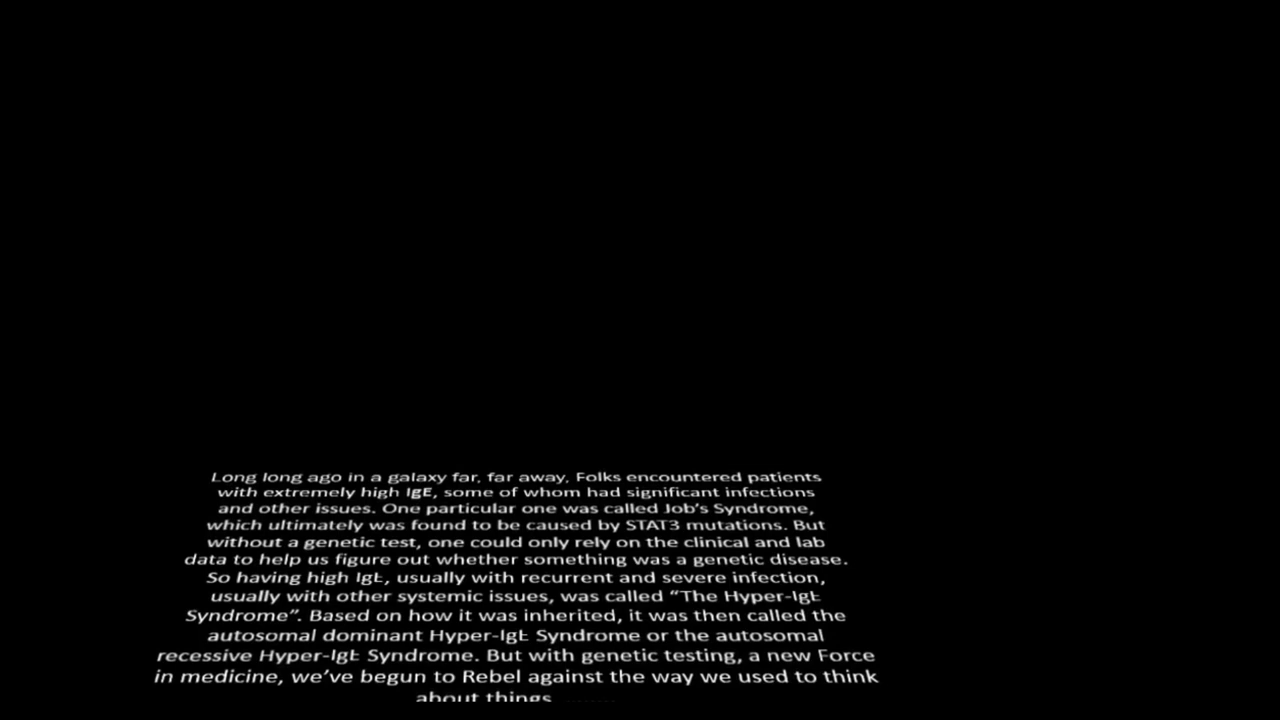 Long long ago in a galaxy far, far away, Folks encountered patients
with extremely high IgE, some of whom had significant infections
and other issues. One particular one was called Job's Syndrome,
which ultimately was found to be caused by STAT3 mutations. But
without a genetic test, one could only rely on the clinical and lab
data to help us figure out whether something was a genetic disease.
So having high IgE, usually with recurrent and severe infection,
usually with other systemic issues, was called “The Hyper-IgE
Syndrome”. Based on how it was inherited, it was then called the
autosomal dominant Hyper-IgE Syndrome or the autosomal
recessive Hyper-IgE Syndrome. But with genetic testing, a new Force
in medicine, we've begun to Rebel against the way we used to think
about things